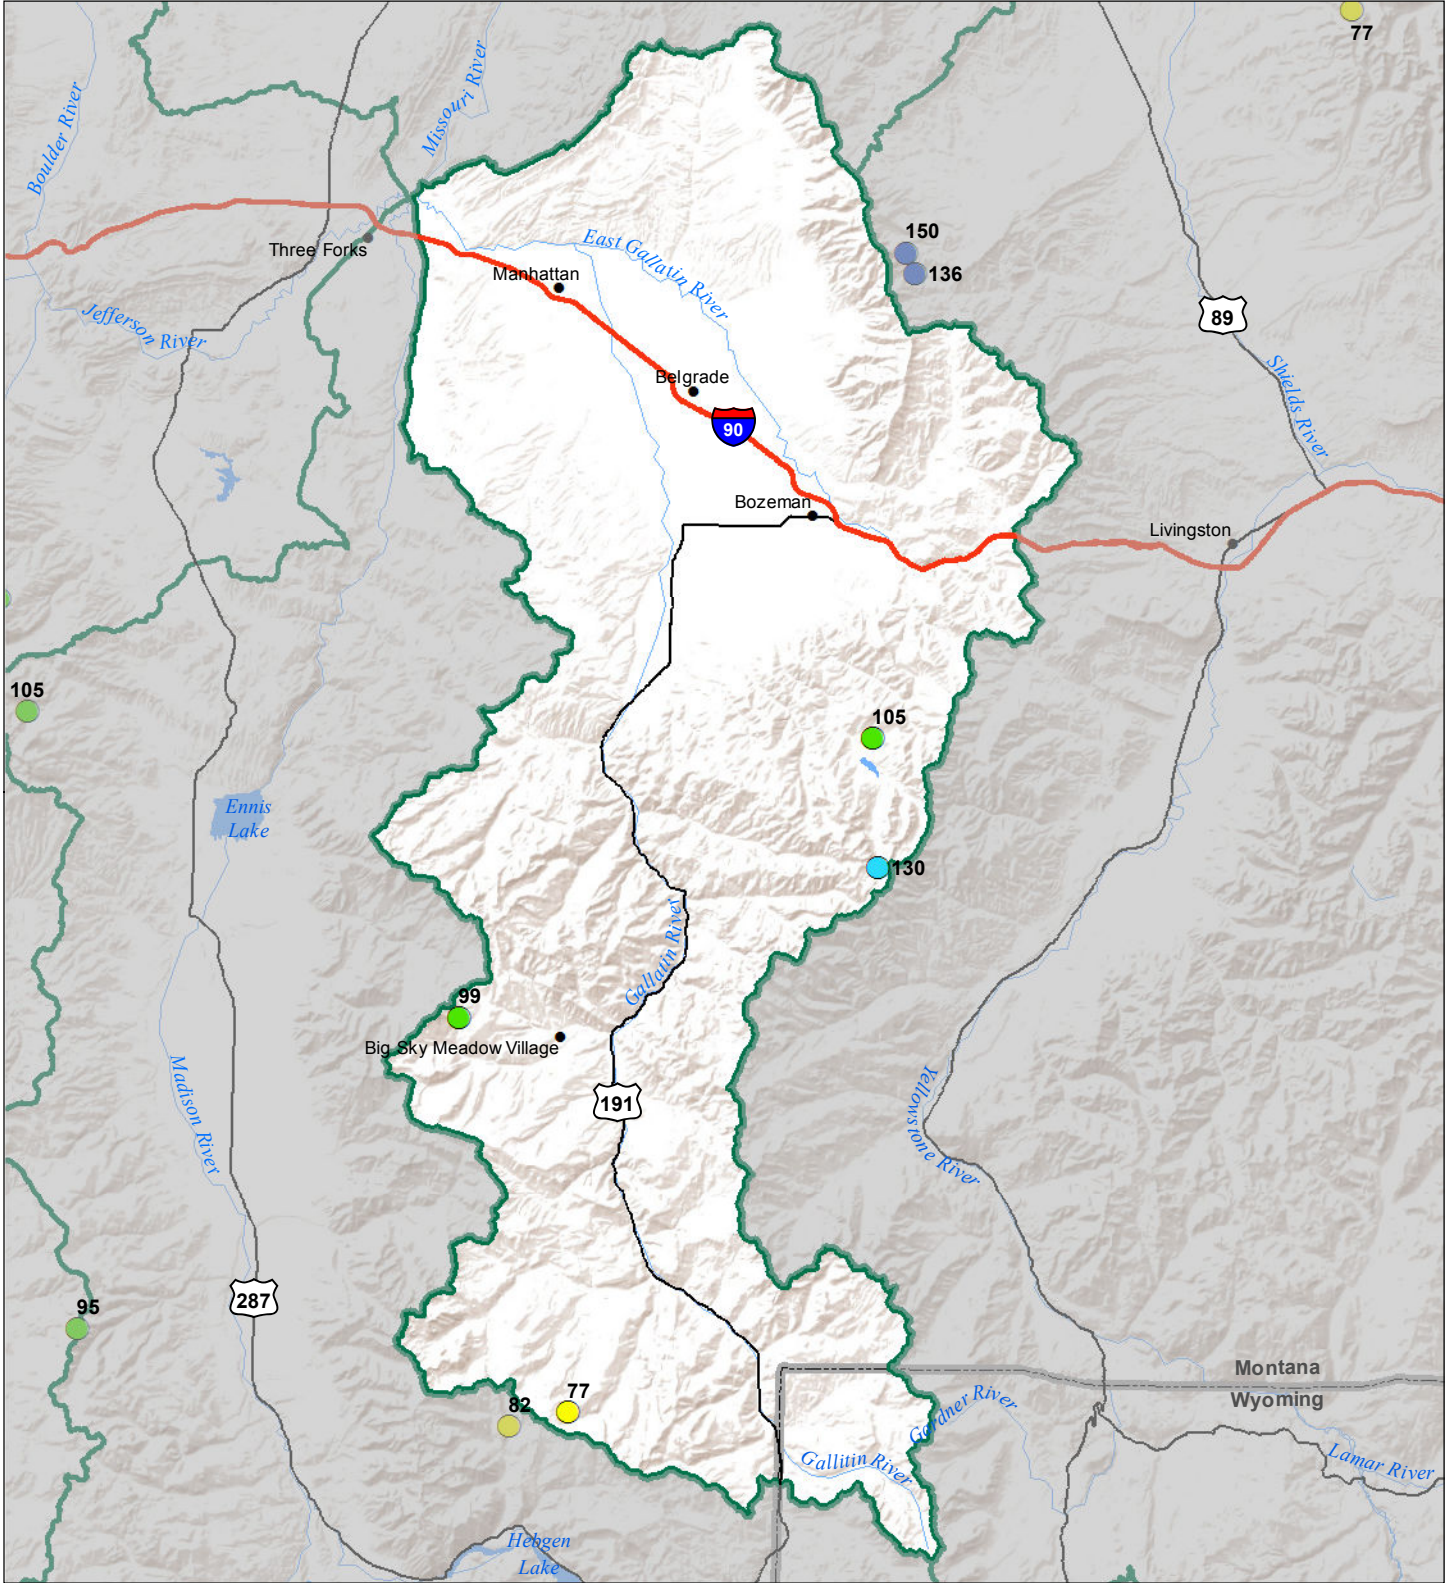 77
Missouri River
Boulder River
150
East Gallatin River
Three Forks
136
Manhattan
Jefferson River
89
Belgrade
Shields River
90
Bozeman
Livingston
105
105
Ennis
Lake
130
Gallatin River
99
Big Sky Meadow Village
Madison River
191
Yellowstone River
287
95
Montana
77
Wyoming
82
Gardner River
Gallitin River
Lamar River
Hebgen
Lake